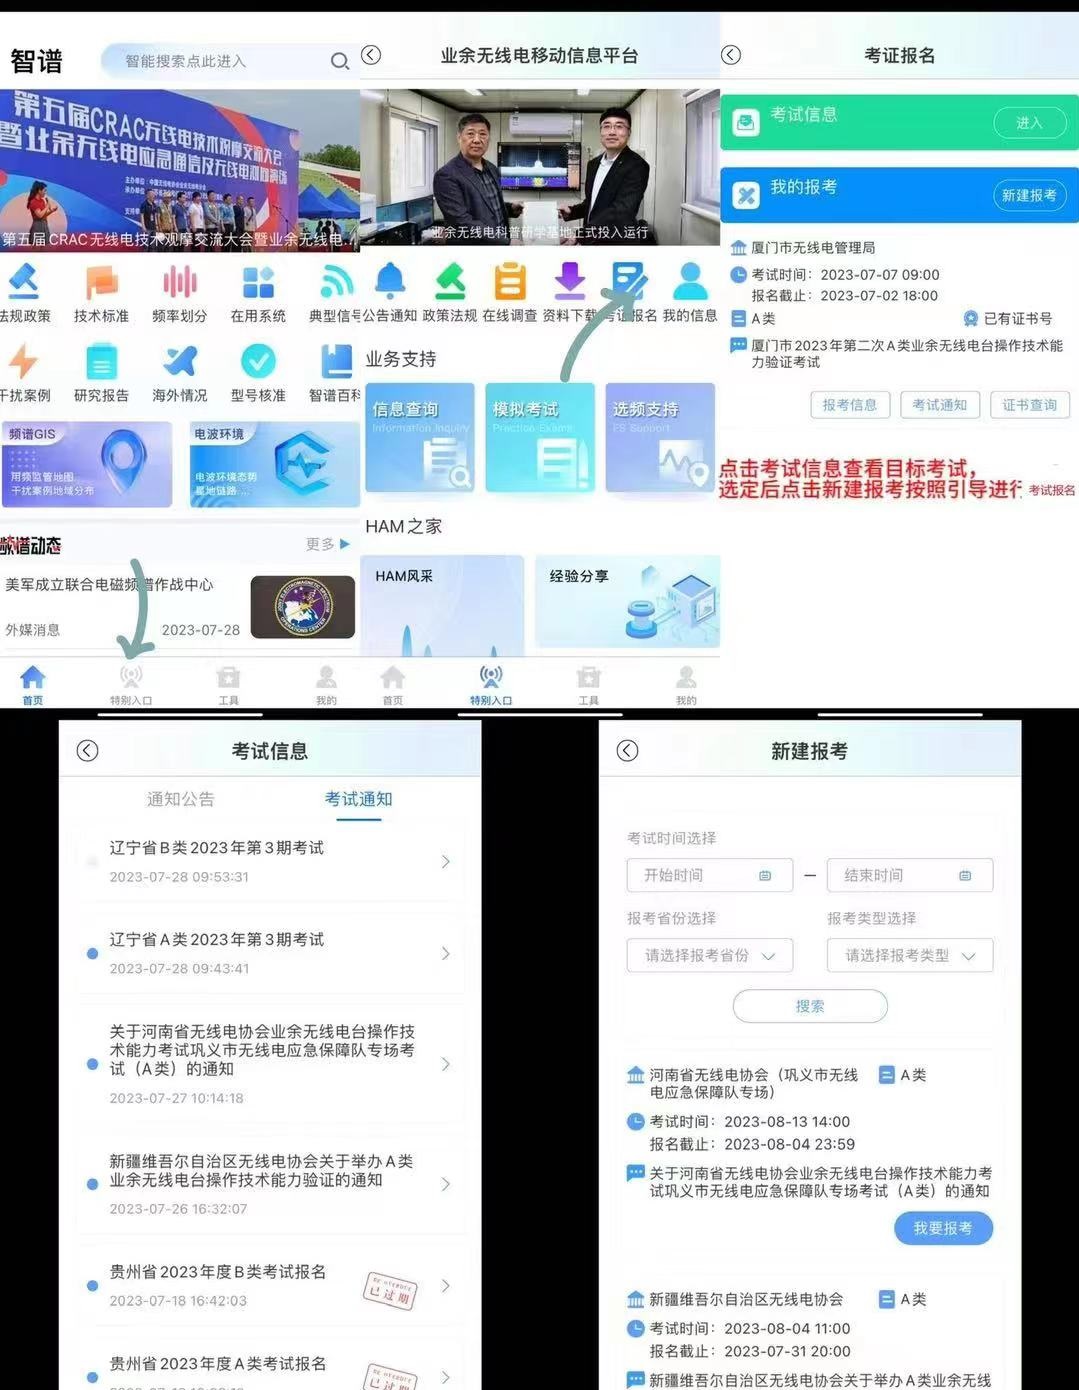 智谱
智能搜索点此进入
第五届CRAC无线电技术观摩交流大会
暨业余无线电应急通信及无线电测向演练
第五届CRAC无线电技术观摩交流大会暨业余无线电...
法规政策
技术标准
频率划分
在用系统
典型信号
干扰案例
研究报告
海外情况
型号核准
智谱百科
频谱GIS
用频监管地图
干扰案例地域分布
电波环境
电波环境态势
星地链路...
频谱动态
更多
美军成立联合电磁频谱作战中心
外媒消息
2023-07-28
首页
特别入口
工具
我的
业余无线电移动信息平台
业余无线电科普研学基地正式投入运行
公告通知
政策法规
在线调查
资料下载
考证报名
我的信息
业务支持
信息查询
Information Inquiry
模拟考试
Practice Exams
选频支持
FS Support
HAM之家
HAM风采
经验分享
首页
特别入口
工具
我的
考证报名
考试信息
进入
我的报考
新建报考
厦门市无线电管理局
考试时间：2023-07-07 09:00
报名截止：2023-07-02 18:00
A类
已有证书号
厦门市2023年第二次A类业余无线电台操作技术能
力验证考试
报考信息
考试通知
证书查询
点击考试信息查看目标考试，
选定后点击新建报考按照引导进行
考试报名
考试信息
通知公告
考试通知
辽宁省B类2023年第3期考试
2023-07-28 09:53:31
辽宁省A类2023年第3期考试
2023-07-28 09:43:41
关于河南省无线电协会业余无线电台操作技
术能力考试巩义市无线电应急保障队专场考
试（A类）的通知
2023-07-27 10:14:18
新疆维吾尔自治区无线电协会关于举办A类
业余无线电台操作技术能力验证的通知
2023-07-26 16:32:07
贵州省2023年度B类考试报名
2023-07-18 16:42:03
已过期
贵州省2023年度A类考试报名
已过期
新建报考
考试时间选择
开始时间
结束时间
报考省份选择
报考类型选择
请选择报考省份
请选择报考类型
搜索
河南省无线电协会（巩义市无线
电应急保障队专场）
A类
考试时间：2023-08-13 14:00
报名截止：2023-08-04 23:59
关于河南省无线电协会业余无线电台操作技术能力考
试巩义市无线电应急保障队专场考试（A类）的通知
我要报考
新疆维吾尔自治区无线电协会
A类
考试时间：2023-08-04 11:00
报名截止：2023-07-31 20:00
新疆维吾尔自治区无线电协会关于举办A类业余无线